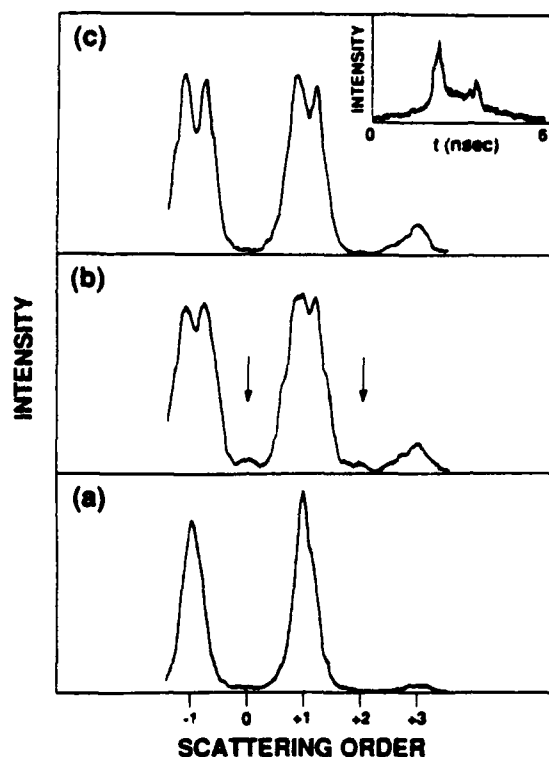 (c)
INTENSITY
0
6
t (nsec)
(b)
INTENSITY
(a)
-1
0
+1
+2
+3
SCATTERING ORDER